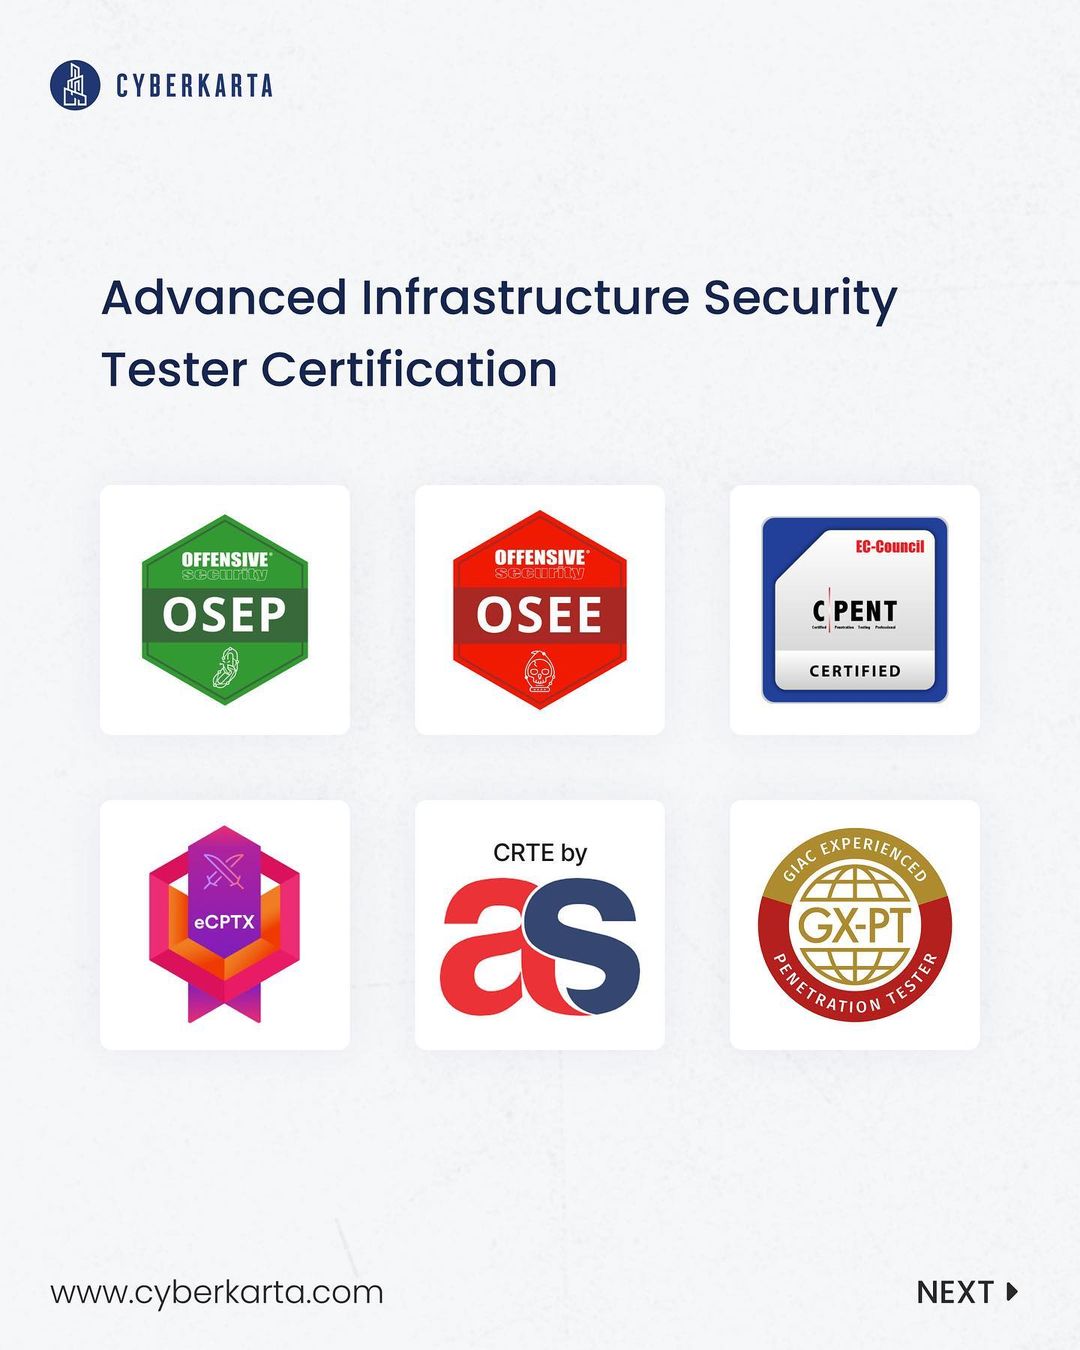 CYBERKARTA
Advanced Infrastructure Security
Tester Certification
OFFENSIVE®
security
OSEP
OFFENSIVE®
security
OSEE
EC-Council
C|PENT
Certified Penetration Testing Professional
CERTIFIED
eCPTX
CRTE by
as
GIAC EXPERIENCED
GX-PT
PENETRATION TESTER
www.cyberkarta.com
NEXT